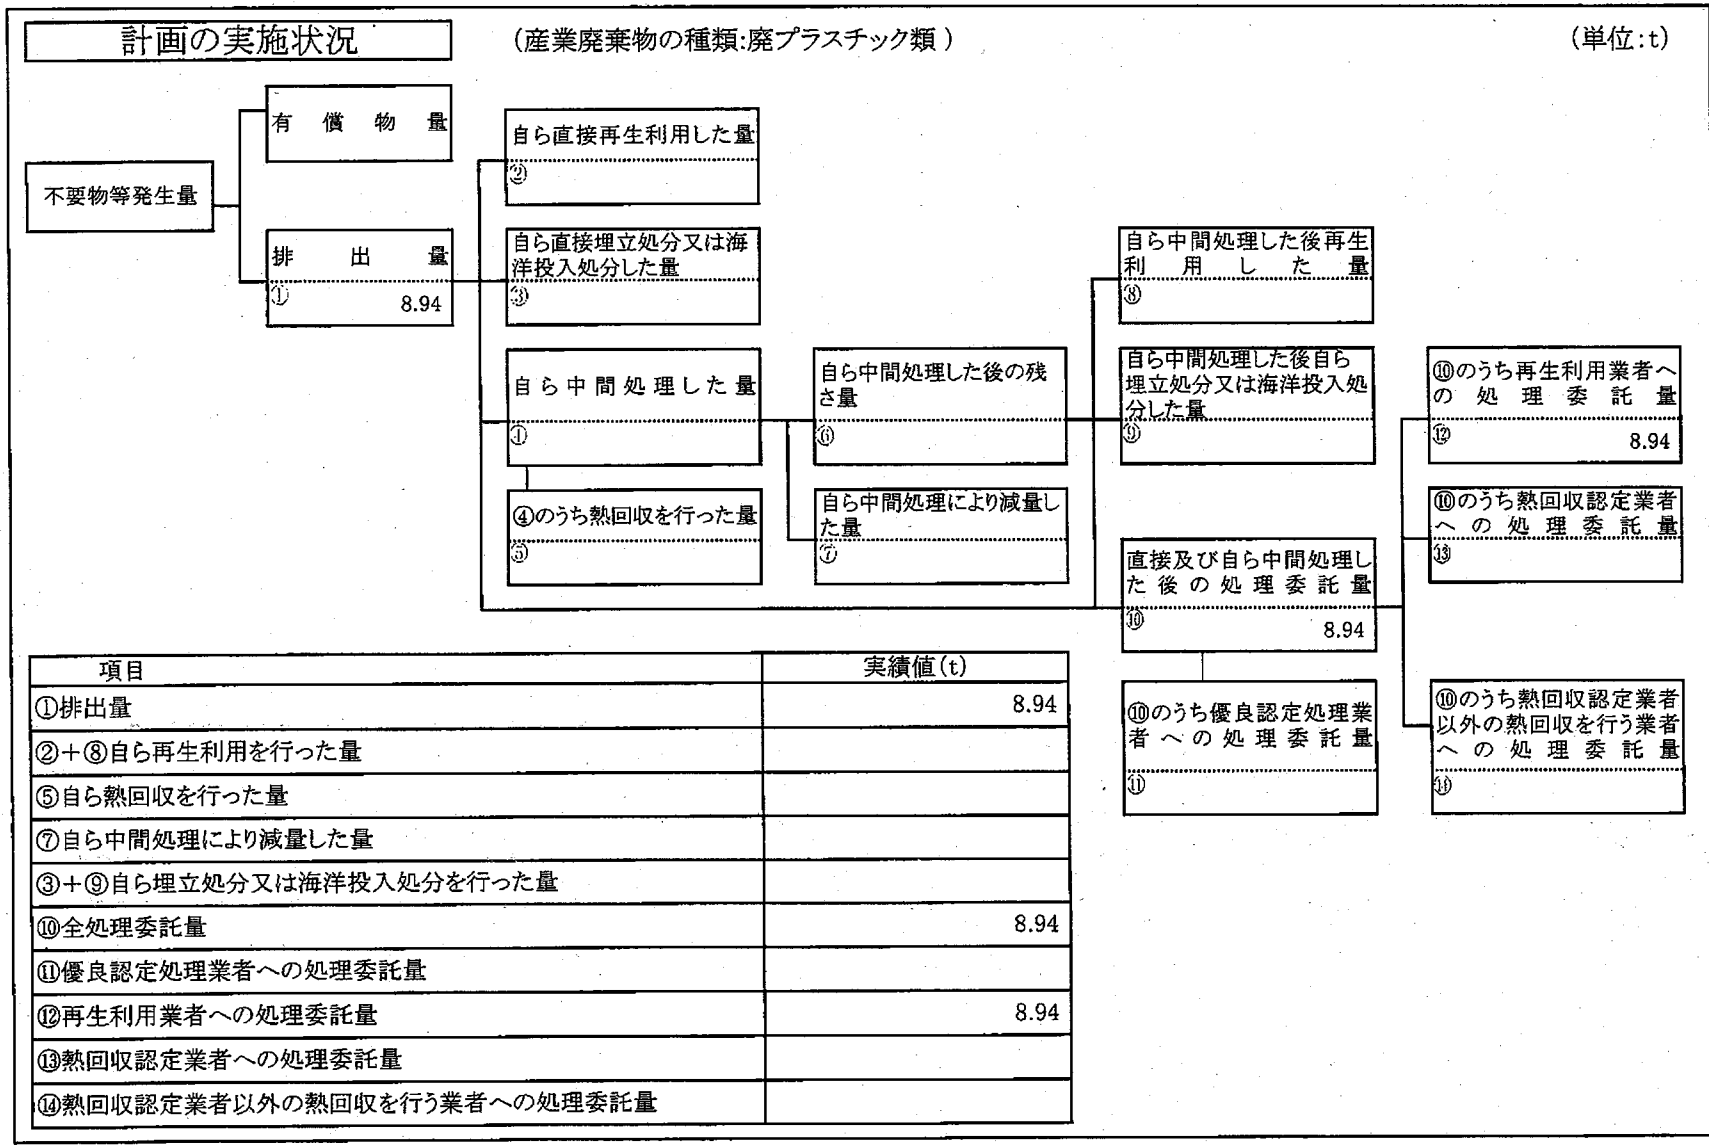 計画の実施状況
(産業廃棄物の種類:廃プラスチック類)
(単位:t)
不要物等発生量
有償物量
排出量
① 8.94
自ら直接再生利用した量
②
自ら直接埋立処分又は海
洋投入処分した量
③
自ら中間処理した量
④
④のうち熱回収を行った量
⑤
自ら中間処理した後の残
さ量
⑥
自ら中間処理により減量し
た量
⑦
自ら中間処理した後再生
利用した量
⑧
自ら中間処理した後自ら
埋立処分又は海洋投入処
分した量
⑨
直接及び自ら中間処理し
た後の処理委託量
⑩ 8.94
⑩のうち優良認定処理業
者への処理委託量
⑪
⑩のうち再生利用業者へ
の処理委託量
⑫ 8.94
⑩のうち熱回収認定業者
への処理委託量
⑬
⑩のうち熱回収認定業者
以外の熱回収を行う業者
への処理委託量
⑭
項目 実績値(t)
①排出量 8.94
②+⑧自ら再生利用を行った量
⑤自ら熱回収を行った量
⑦自ら中間処理により減量した量
③+⑨自ら埋立処分又は海洋投入処分を行った量
⑩全処理委託量 8.94
⑪優良認定処理業者への処理委託量
⑫再生利用業者への処理委託量 8.94
⑬熱回収認定業者への処理委託量
⑭熱回収認定業者以外の熱回収を行う業者への処理委託量